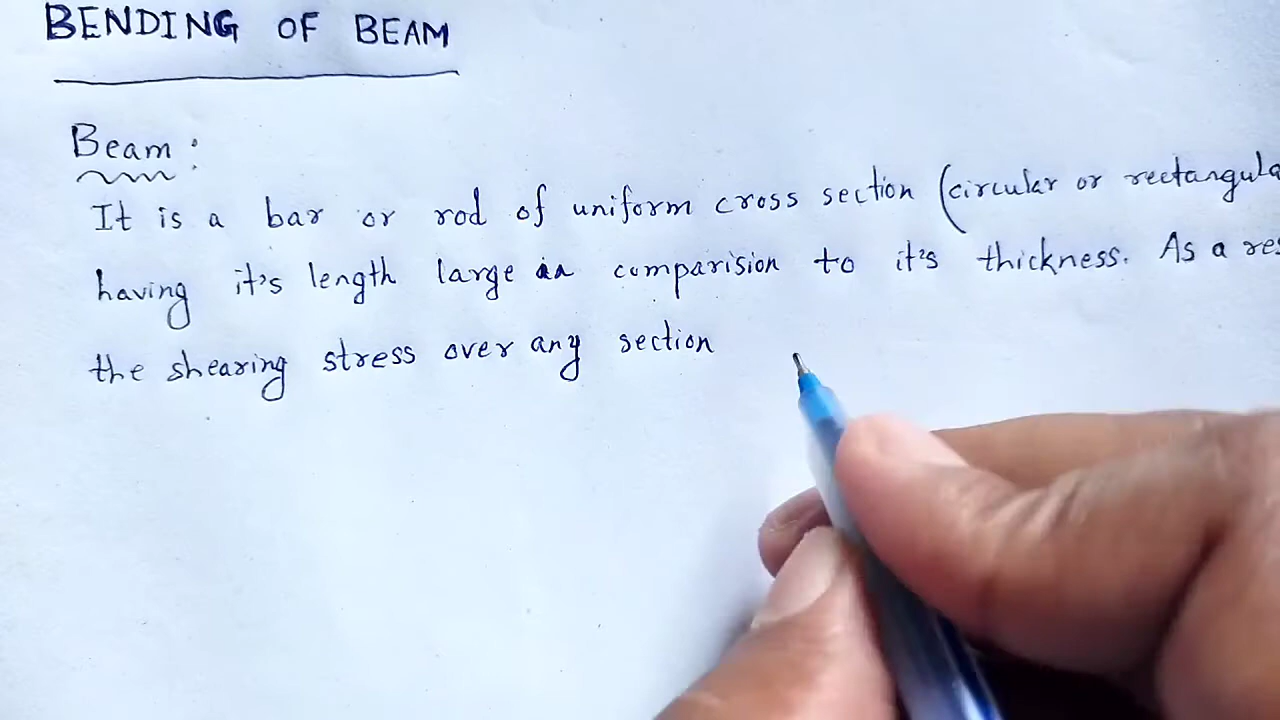 BENDING OF BEAM
Beam:
It is a bar or rod of uniform cross section (circular or rectangula
having it's length large in comparision to it's thickness. As a res
the shearing stress over any section